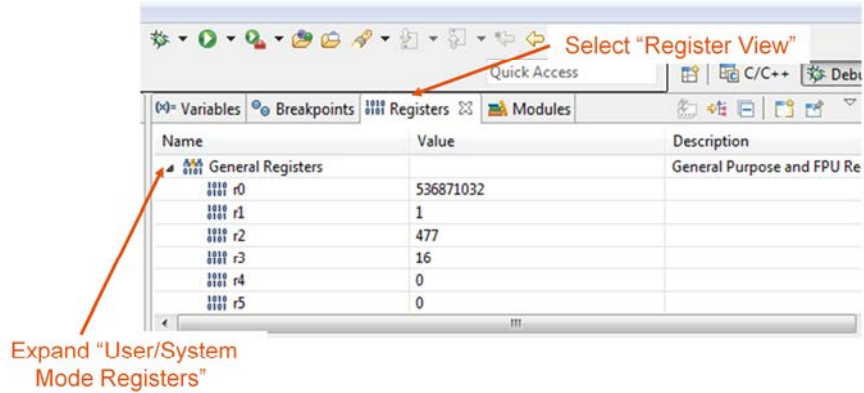 Select "Register View"
Quick Access
C/C++
Debu
(x)= Variables
Breakpoints
Registers
Modules
Name Value Description
General Registers General Purpose and FPU Re
r0 536871032
r1 1
r2 477
r3 16
r4 0
r5 0
Expand "User/System
Mode Registers"